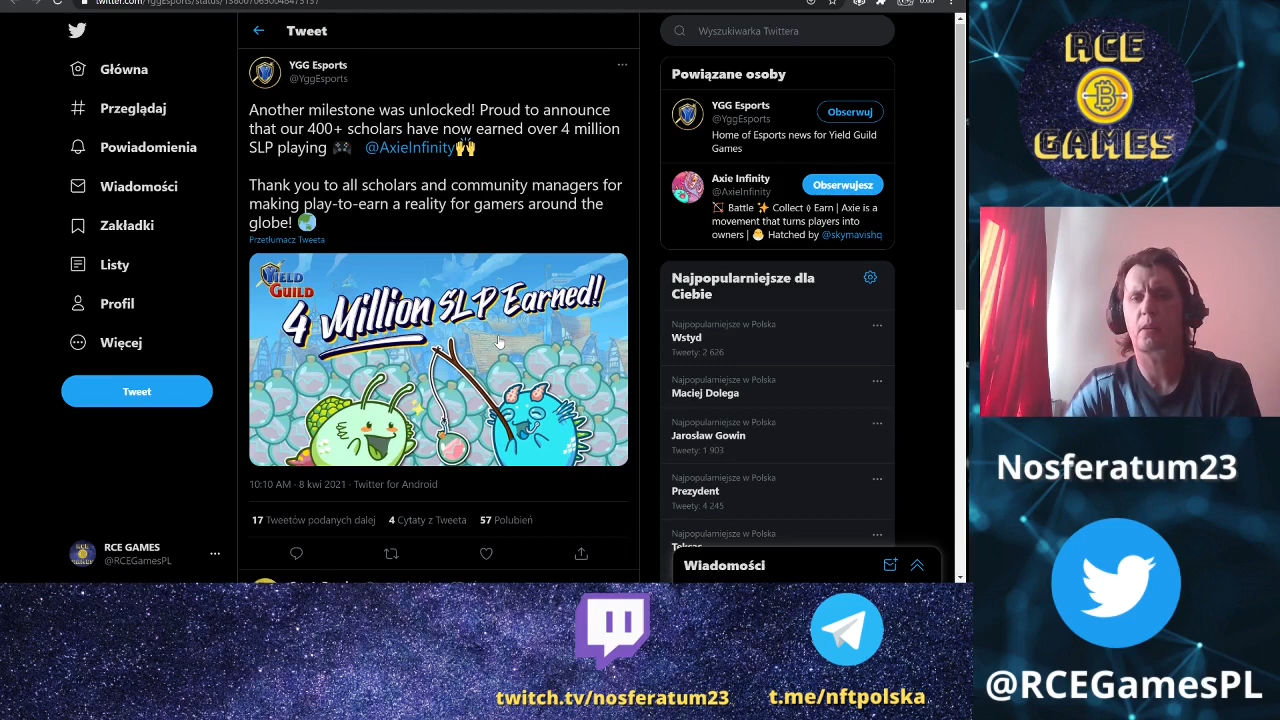 twitter.com/YggEsports/status/1380070630048475137
Główna
Przeglądaj
Powiadomienia
Wiadomości
Zakładki
Listy
Profil
Więcej
Tweet
RCE GAMES
@RCEGamesPL
Tweet
YGG Esports
@YggEsports
Another milestone was unlocked! Proud to announce
that our 400+ scholars have now earned over 4 million
SLP playing 🎮 @AxieInfinity🙌
Thank you to all scholars and community managers for
making play-to-earn a reality for gamers around the
globe! 🌏
Przetłumacz Tweeta
YIELD
GUILD
4 Million SLP Earned!
10:10 AM · 8 kwi 2021 · Twitter for Android
17 Tweetów podanych dalej 4 Cytaty z Tweeta 57 Polubień
Wyszukiwarka Twittera
Powiązane osoby
YGG Esports
@YggEsports
Obserwuj
Home of Esports news for Yield Guild
Games
Axie Infinity
@AxieInfinity
Obserwujesz
Battle ✨ Collect ◊ Earn | Axie is a
movement that turns players into
owners | 🐣 Hatched by @skymavishq
Najpopularniejsze dla
Ciebie
Najpopularniejsze w Polska
Wstyd
Tweety: 2 626
Najpopularniejsze w Polska
Maciej Dolega
Najpopularniejsze w Polska
Jarosław Gowin
Tweety: 1 903
Najpopularniejsze w Polska
Prezydent
Tweety: 4 245
Najpopularniejsze w Polska
Wiadomości
RCE
GAMES
Nosferatum23
@RCEGamesPL
twitch.tv/nosferatum23
t.me/nftpolska